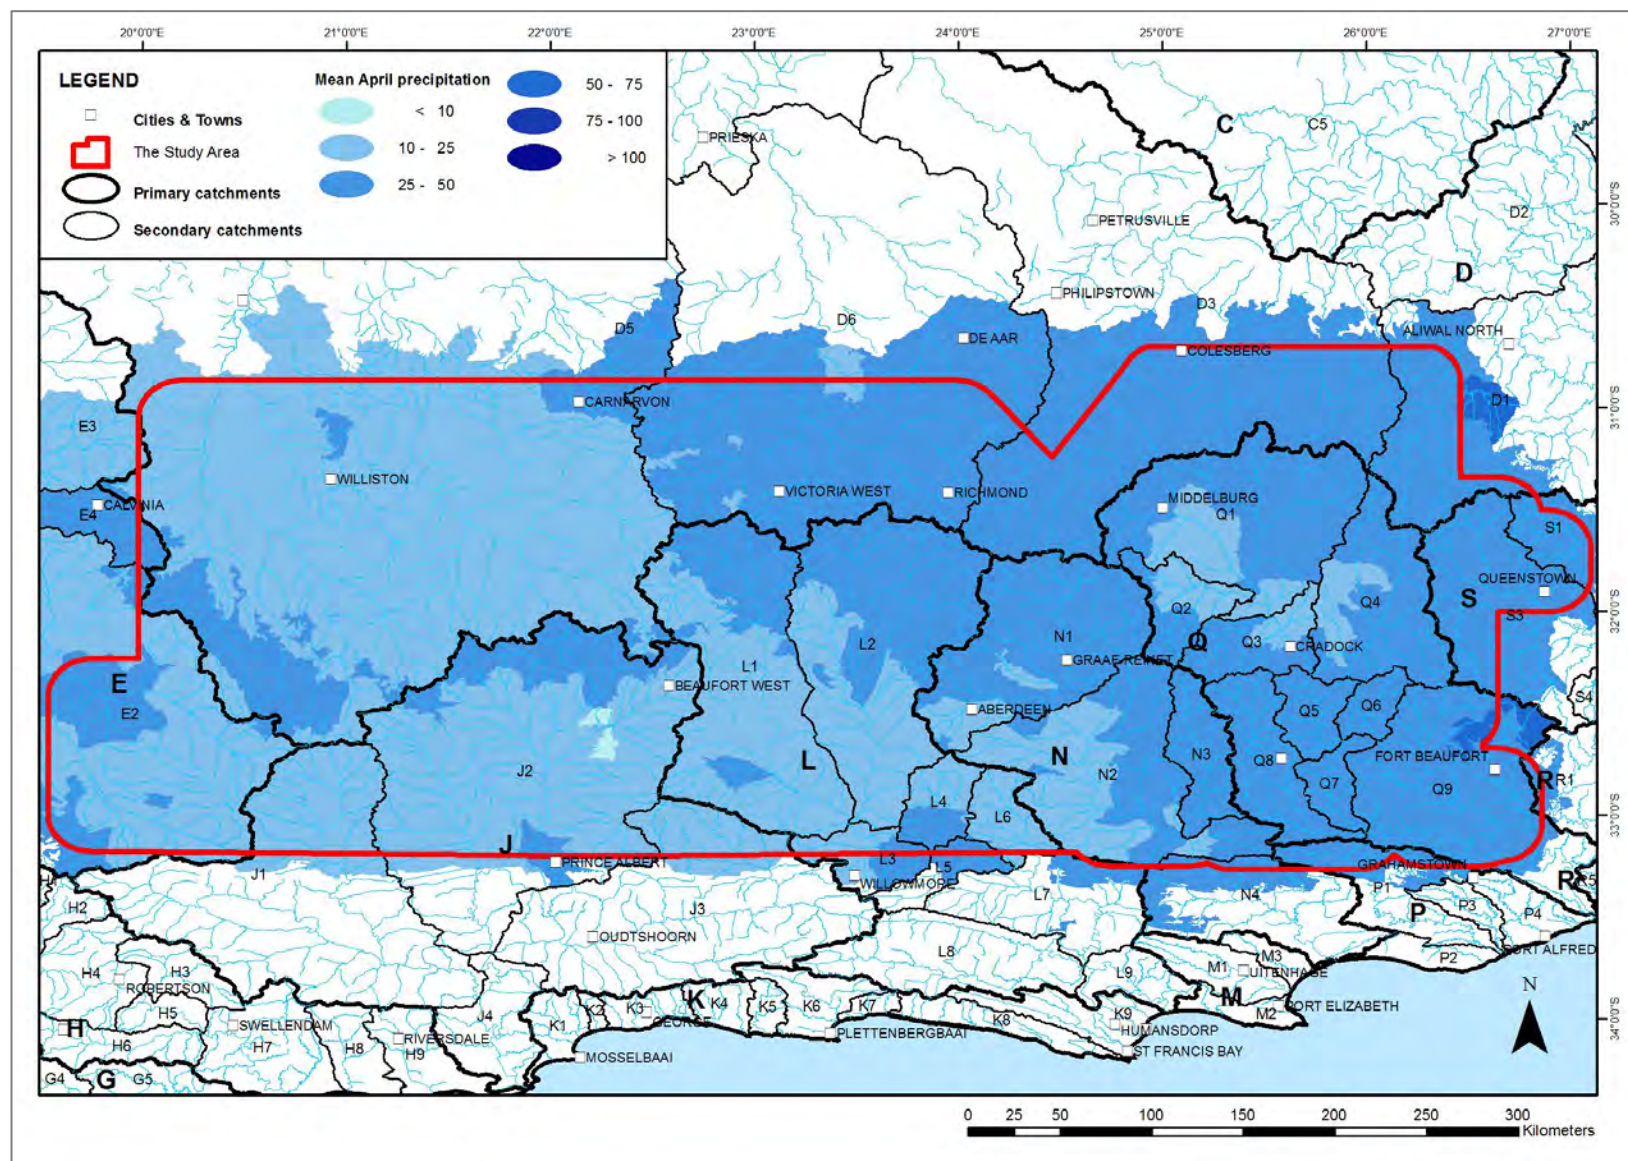 20°0'0"E 21°0'0"E 22°0'0"E 23°0'0"E 24°0'0"E 25°0'0"E 26°0'0"E 27°0'0"E
LEGEND
Cities & Towns
The Study Area
Primary catchments
Secondary catchments
Mean April precipitation
< 10
10 - 25
25 - 50
50 - 75
75 - 100
> 100
C
C5
PRIESKA
D2
30°0'0"S
PETRUSVILLE
D
PHILIPSTOWN
D3
D5
D6
DE AAR
ALIWAL NORTH
COLESBERG
CARNARVON
D1
31°0'0"S
E3
WILLISTON
VICTORIA WEST
RICHMOND
MIDDELBURG
Q1
CALVINIA
E4
S1
QUEENSTOWN
S
S3
Q4
Q2
32°0'0"S
N1
Q
Q3
CRADOCK
L2
L1
GRAAF REINET
BEAUFORT WEST
E
E2
S4
ABERDEEN
Q5
Q6
L
N
N3
N2
Q8
FORT BEAUFORT
J2
Q7
Q9
R
R1
L4
L6
33°0'0"S
J
PRINCE ALBERT
L3
L5
WILLOWMORE
GRAHAMSTOWN
J1
L7
N4
P1
R
H2
J3
P
P3
P4
OUDTSHOORN
L8
PORT ALFRED
P2
H4
H3
ROBERTSON
L9
M1
M3
UITENHAGE
N
H5
J4
K
K1
K2
K3
GEORGE
K4
K5
K6
K7
K8
K9
M
M2
PORT ELIZABETH
34°0'0"S
H
SWELLENDAM
RIVERSDALE
H6
H7
H8
H9
PLETTENBERGBAAI
HUMANSDORP
MOSSELBAAI
ST FRANCIS BAY
G4
G
G5
0 25 50 100 150 200 250 300
Kilometers